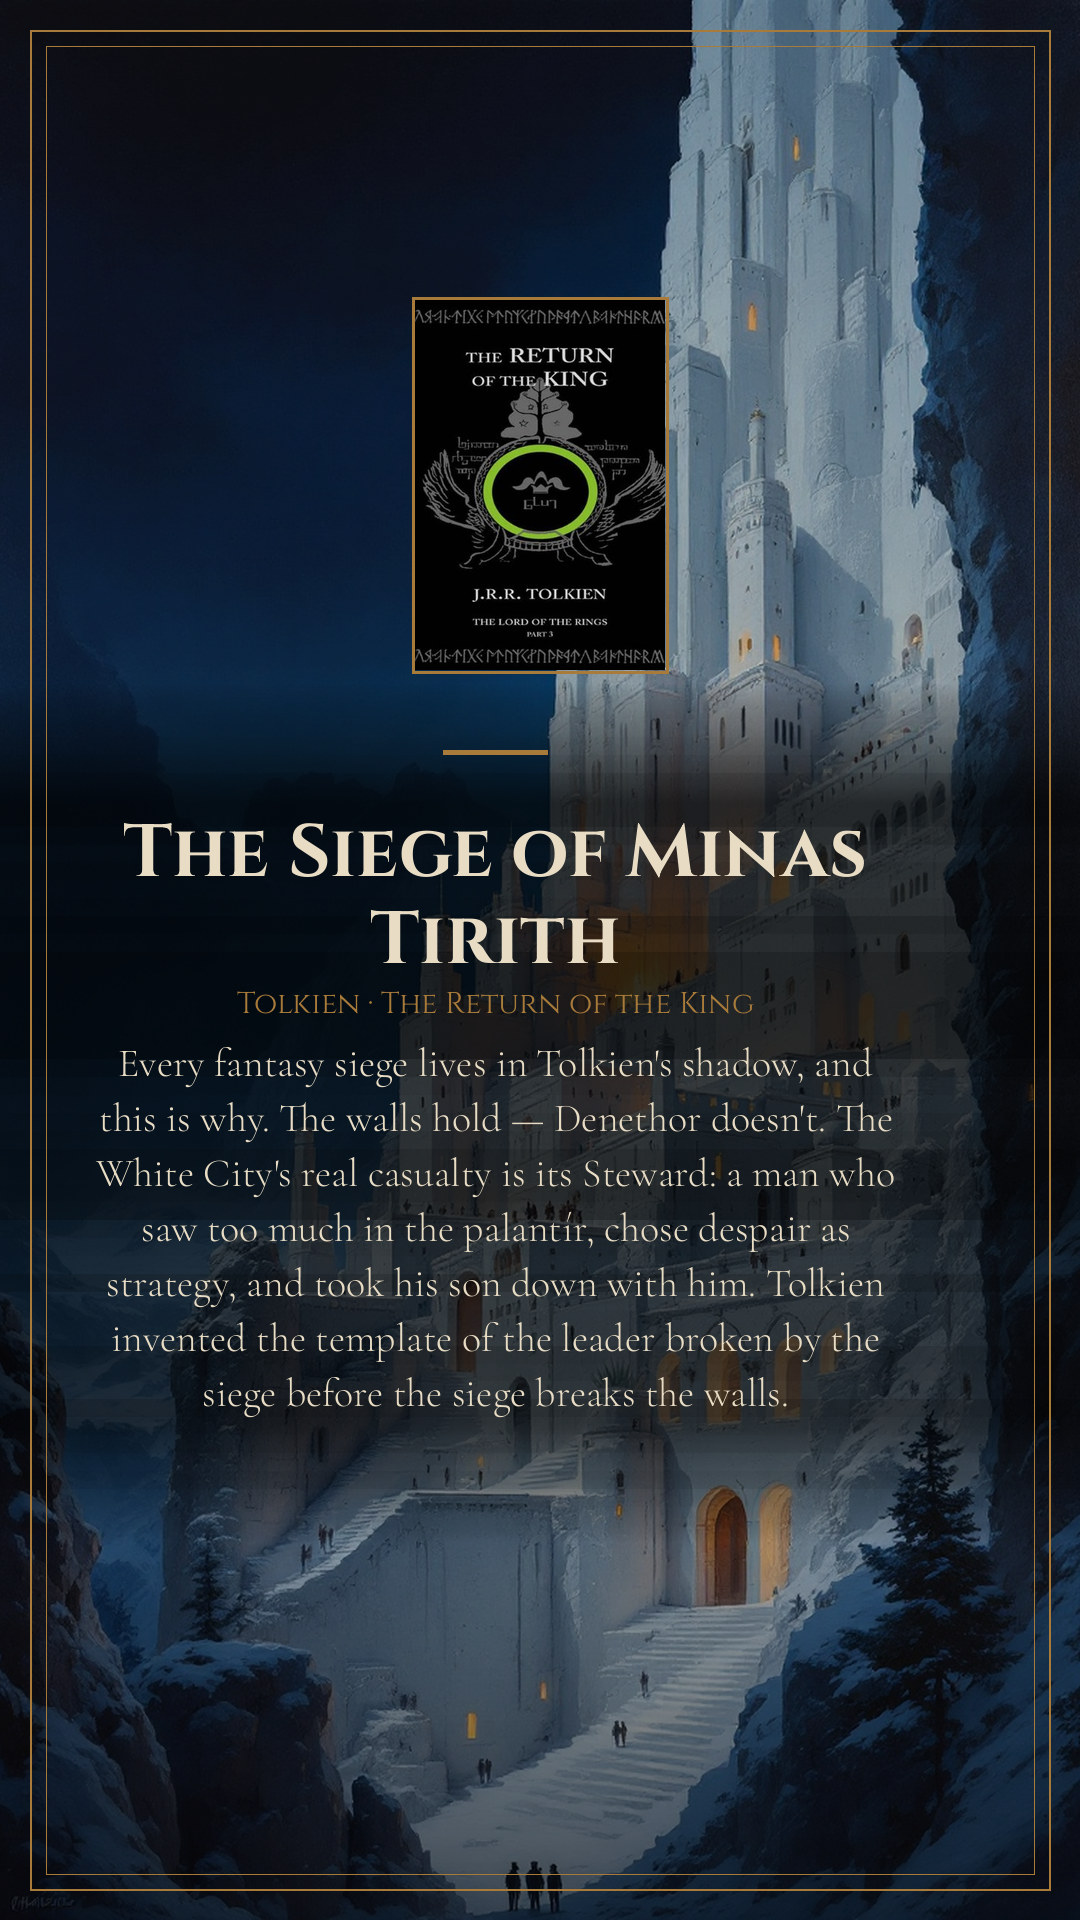 THE RETURN
OF THE KING
J.R.R. TOLKIEN
THE LORD OF THE RINGS
PART 3
The Siege of Minas
Tirith
Tolkien · The Return of the King
Every fantasy siege lives in Tolkien's shadow, and
this is why. The walls hold — Denethor doesn't. The
White City's real casualty is its Steward: a man who
saw too much in the palantír, chose despair as
strategy, and took his son down with him. Tolkien
invented the template of the leader broken by the
siege before the siege breaks the walls.